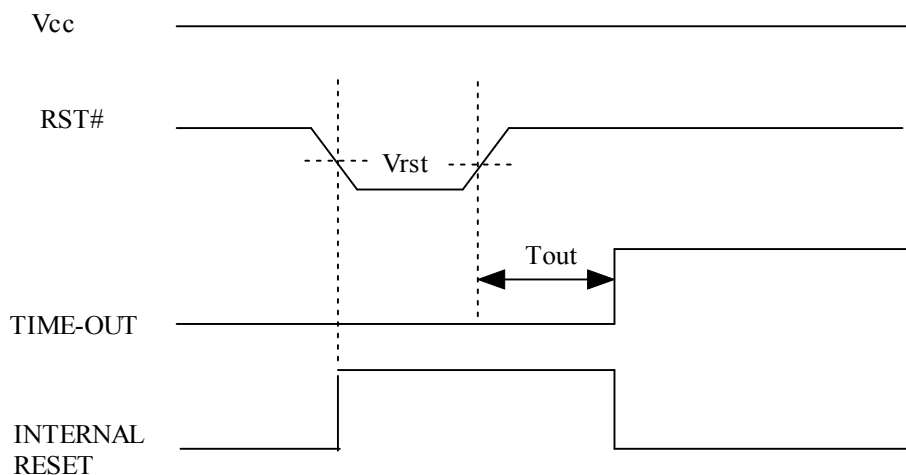 Vcc
RST#
Vrst
Tout
TIME-OUT
INTERNAL
RESET